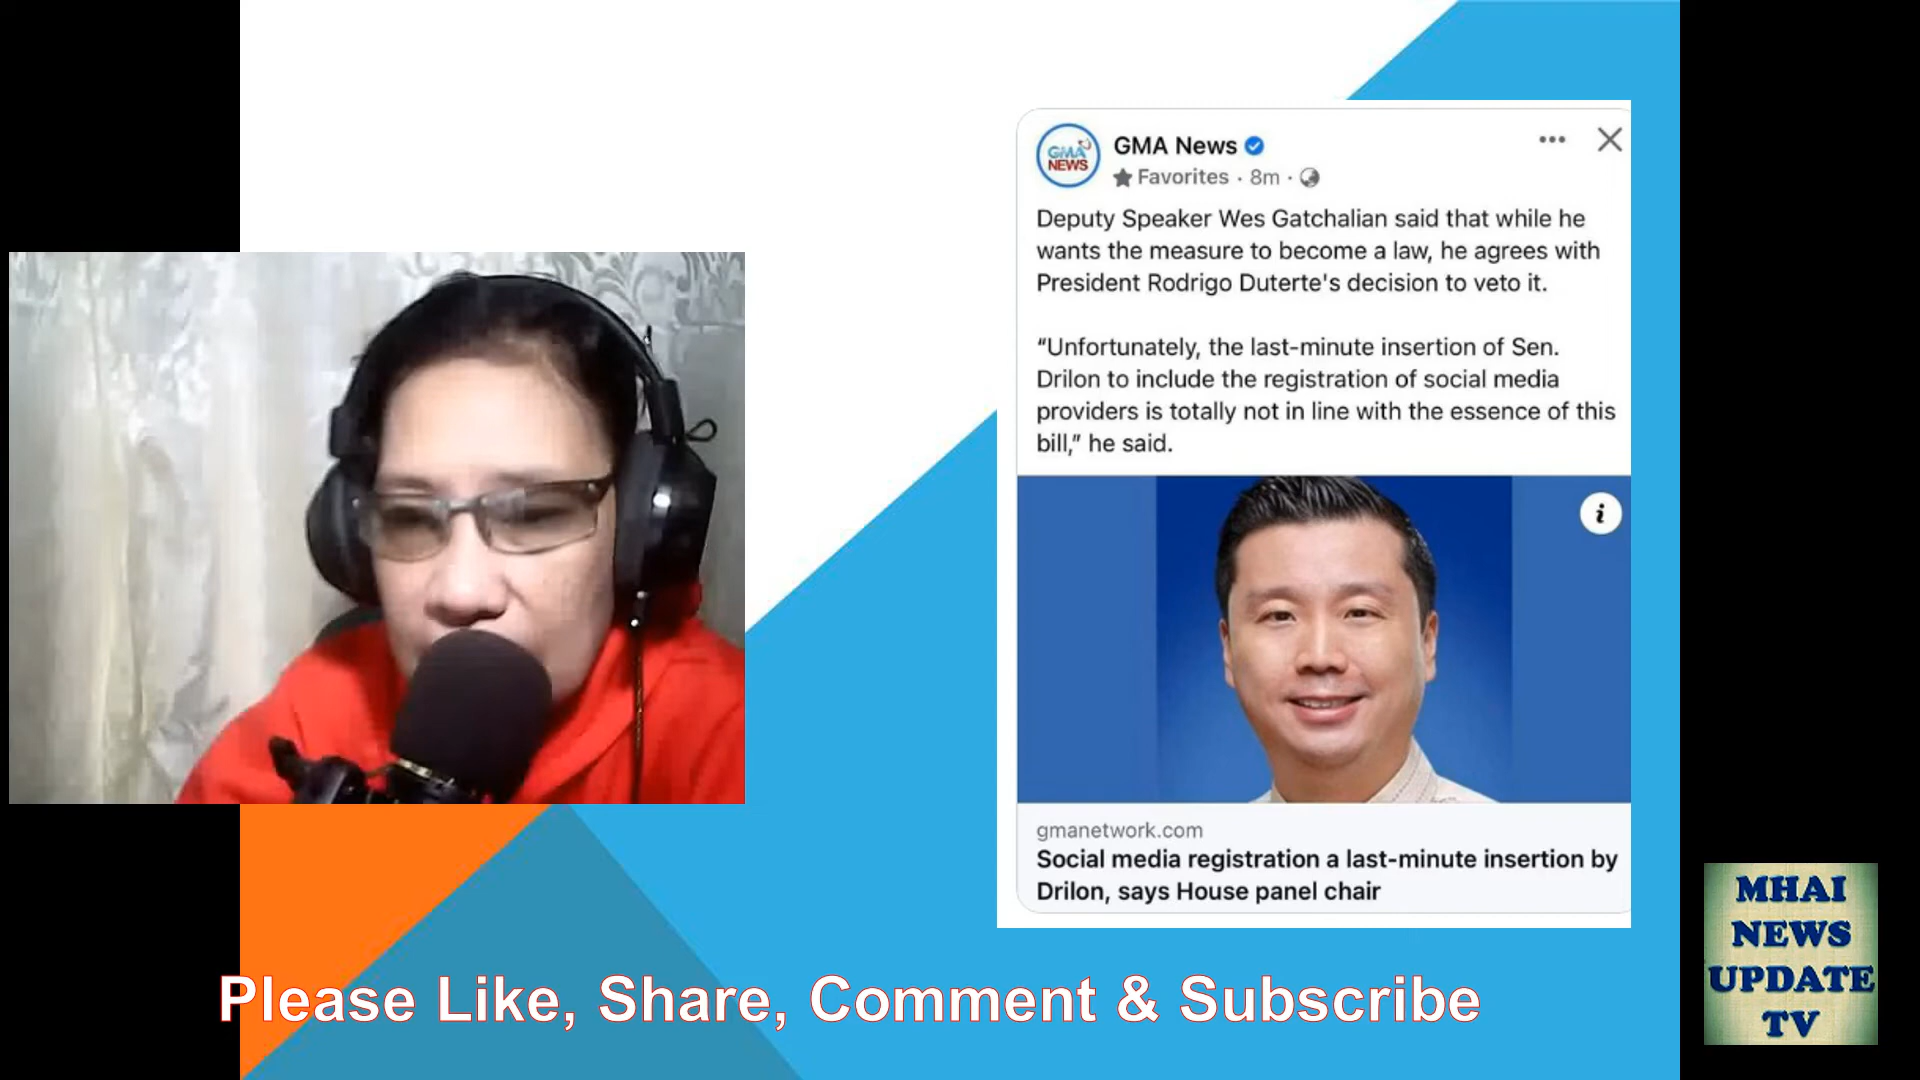 GMA
NEWS
GMA News
Favorites · 8m ·
Deputy Speaker Wes Gatchalian said that while he
wants the measure to become a law, he agrees with
President Rodrigo Duterte's decision to veto it.
“Unfortunately, the last-minute insertion of Sen.
Drilon to include the registration of social media
providers is totally not in line with the essence of this
bill,” he said.
i
gmanetwork.com
Social media registration a last-minute insertion by
Drilon, says House panel chair
MHAI
NEWS
UPDATE
TV
Please Like, Share, Comment & Subscribe